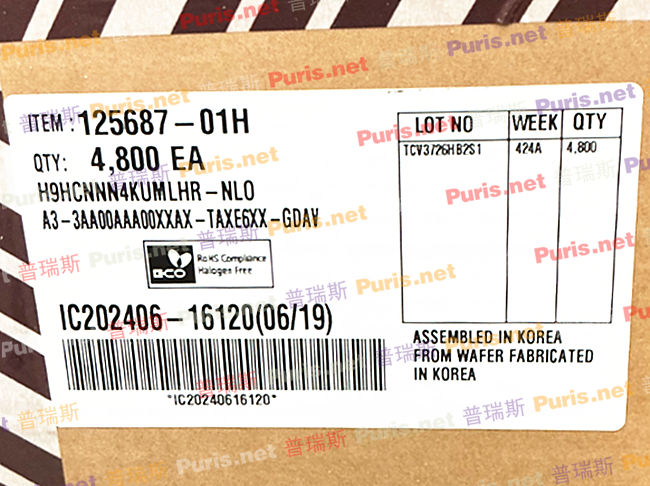 ITEM : 125687-01H
QTY: 4,800 EA
H9HCNNN4KUMLHR-NLO
A3-3AA00AAA00XXAX-TAXE6XX-GDAV
ECO
RoHS Compliance
Halogen Free
IC202406-16120(06/19)
*IC20240616120*
LOT NO WEEK QTY
TCV3726HB2S1 424A 4,800
ASSEMBLED IN KOREA
FROM WAFER FABRICATED
IN KOREA
普瑞斯 Puris.net